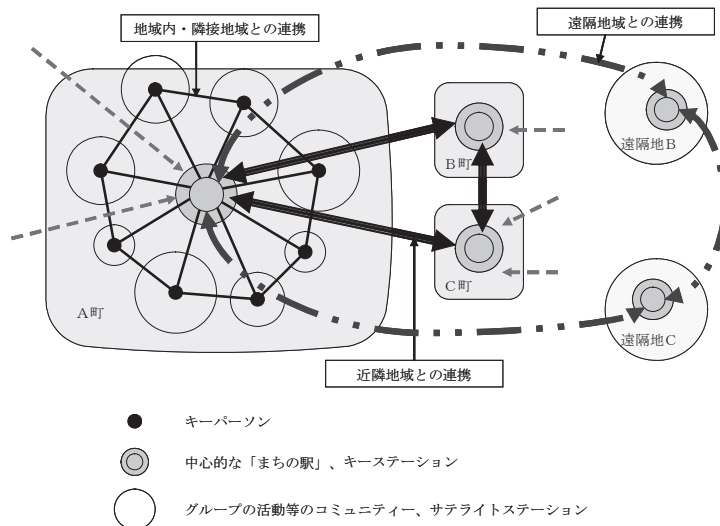 地域内・隣接地域との連携
遠隔地域との連携
B町
遠隔地B
C町
A町
遠隔地C
近隣地域との連携
キーパーソン
中心的な「まちの駅」、キーステーション
グループの活動等のコミュニティー、サテライトステーション